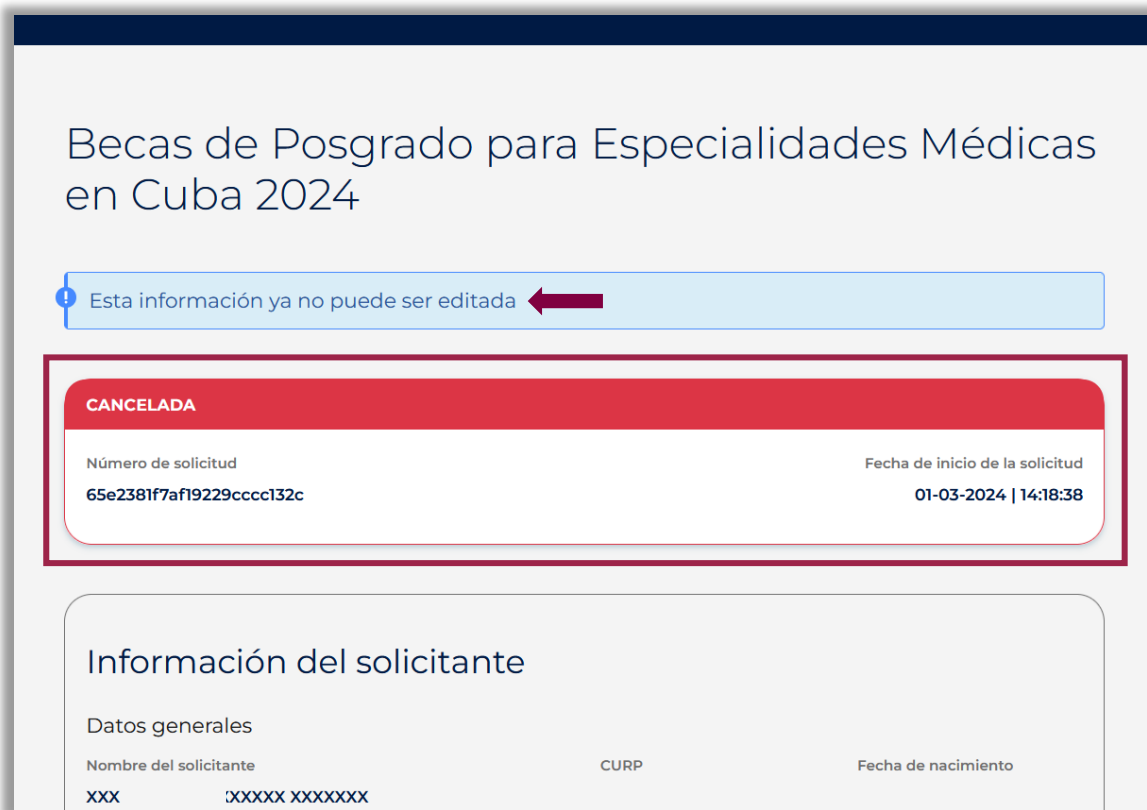 Becas de Posgrado para Especialidades Médicas
en Cuba 2024
Esta información ya no puede ser editada
CANCELADA
Número de solicitud Fecha de inicio de la solicitud
65e2381f7af19229cccc132c 01-03-2024 | 14:18:38
Información del solicitante
Datos generales
Nombre del solicitante CURP Fecha de nacimiento
XXX XXXXXX XXXXXXX